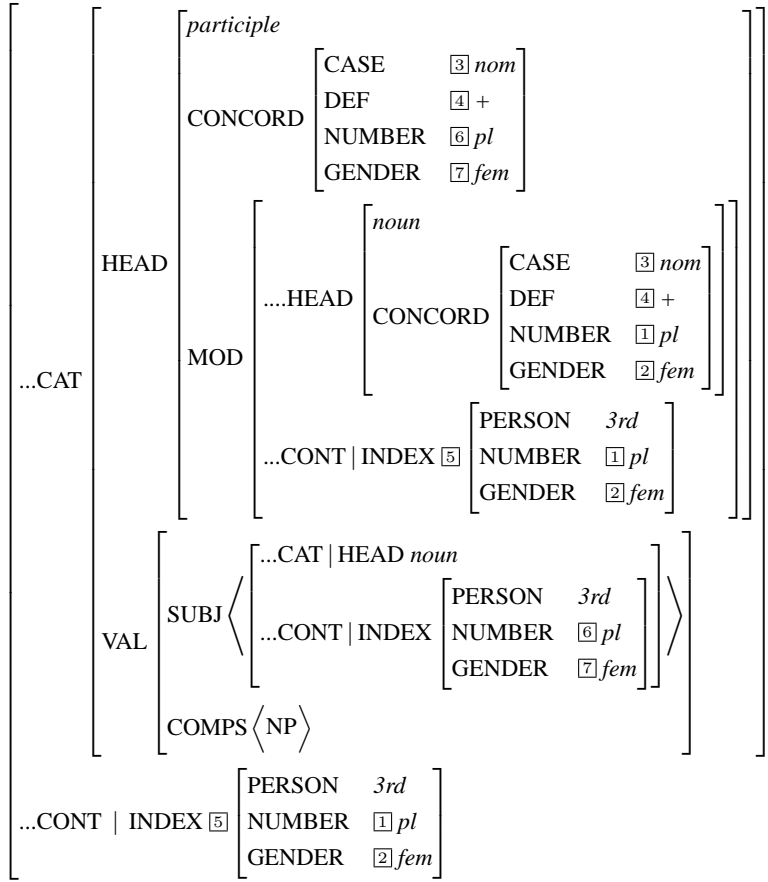 participle
CASE 3 nom
DEF 4 +
CONCORD
NUMBER 6 pl
GENDER 7 fem
noun
HEAD
CASE 3 nom
....HEAD
DEF 4 +
CONCORD
NUMBER 1 pl
MOD
GENDER 2 fem
...CAT
PERSON 3rd
...CONT | INDEX 5 NUMBER 1 pl
GENDER 2 fem
...CAT | HEAD noun
SUBJ
PERSON 3rd
...CONT | INDEX NUMBER 6 pl
VAL
GENDER 7 fem
COMPS ⟨NP⟩
PERSON 3rd
...CONT | INDEX 5 NUMBER 1 pl
GENDER 2 fem